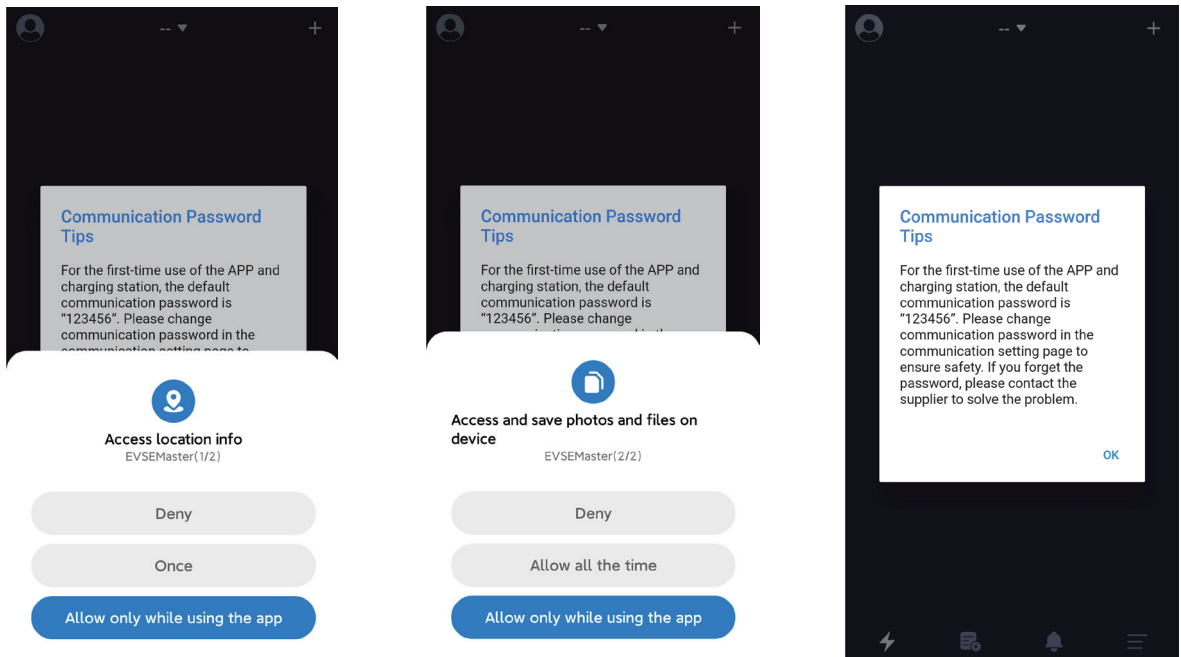 -- ▼ +
Communication Password
Tips
For the first-time use of the APP and
charging station, the default
communication password is
“123456”. Please change
communication password in the
communication setting page to
Access location info
EVSEMaster(1/2)
Deny
Once
Allow only while using the app
-- ▼ +
Communication Password
Tips
For the first-time use of the APP and
charging station, the default
communication password is
“123456”. Please change
Access and save photos and files on
device
EVSEMaster(2/2)
Deny
Allow all the time
Allow only while using the app
-- ▼ +
Communication Password
Tips
For the first-time use of the APP and
charging station, the default
communication password is
“123456”. Please change
communication password in the
communication setting page to
ensure safety. If you forget the
password, please contact the
supplier to solve the problem.
OK